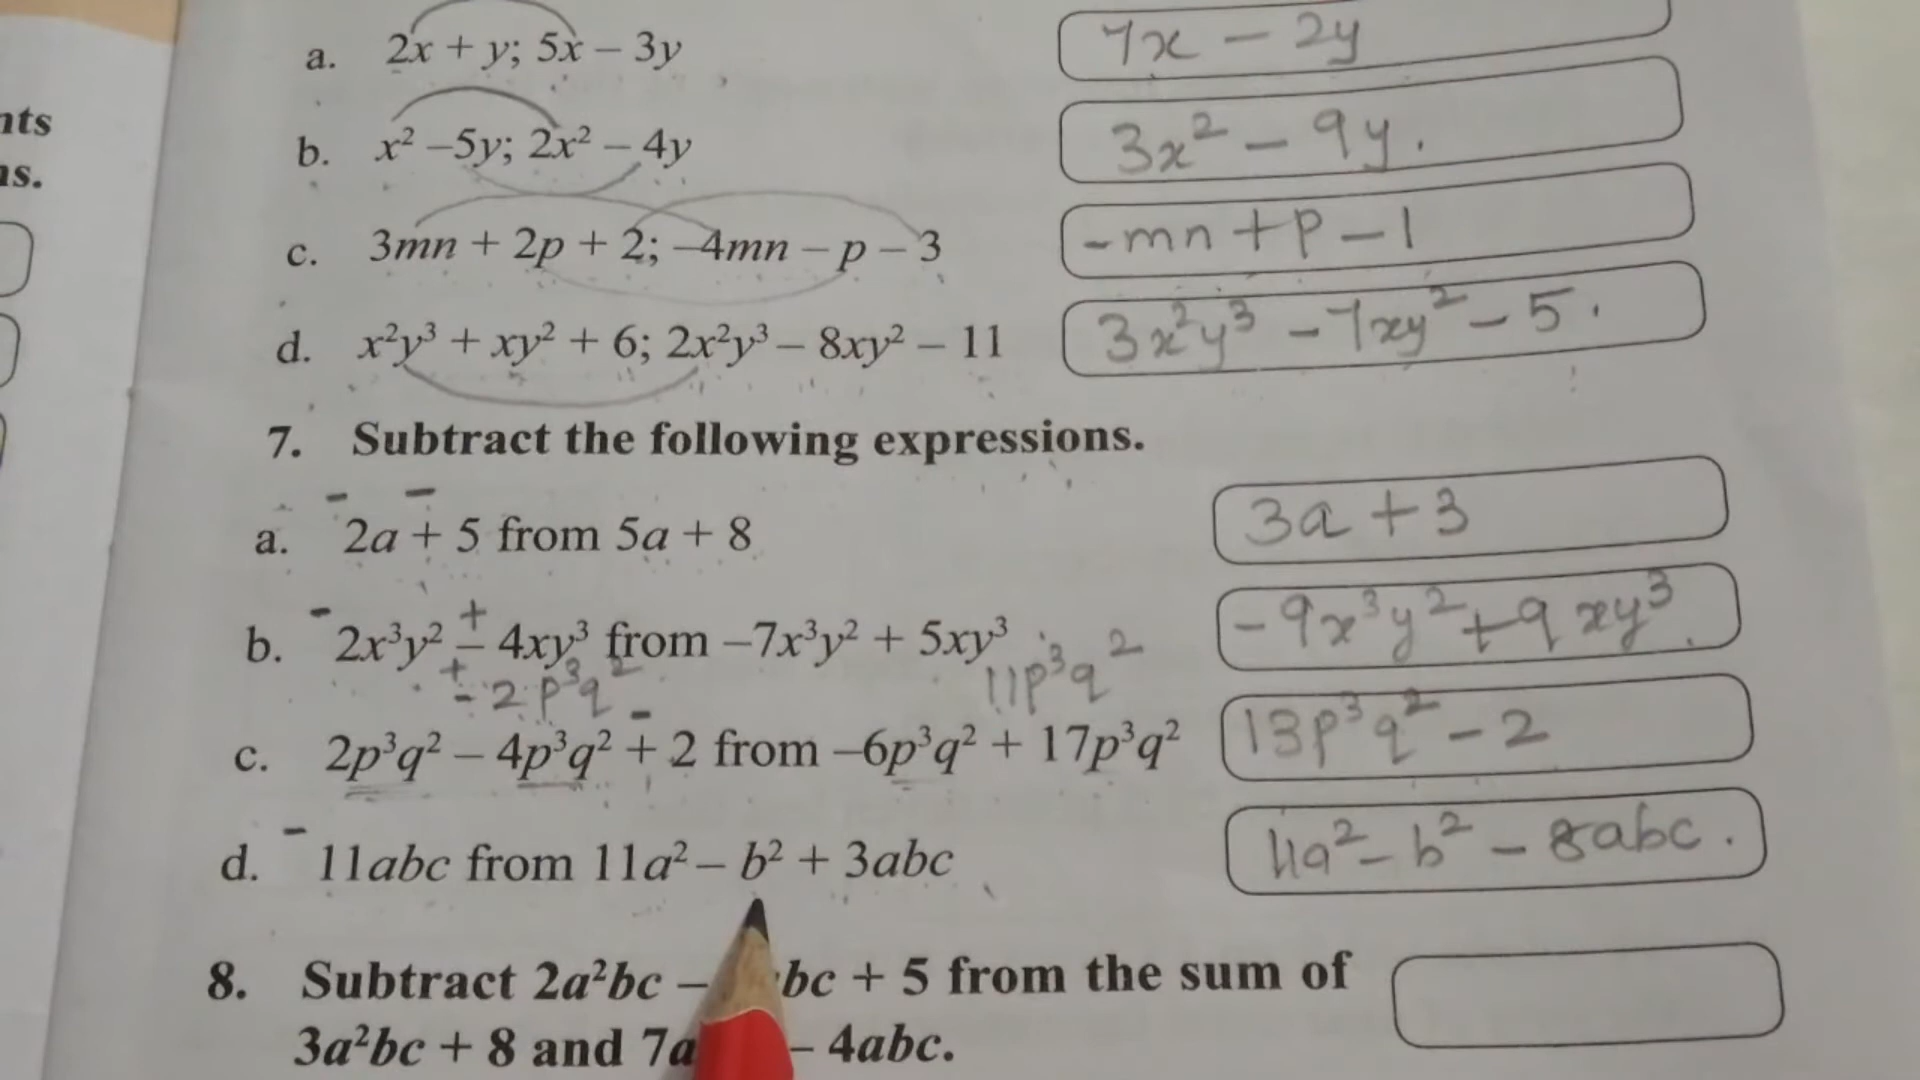 nts
ns.
a. 2x + y; 5x – 3y 7x – 2y
b. x² –5y; 2x² – 4y 3x² – 9y.
c. 3mn + 2p + 2; –4mn – p – 3 -mn + p – 1
d. x²y³ + xy² + 6; 2x²y³ – 8xy² – 11 3x²y³ – 7xy² – 5.
7. Subtract the following expressions.
– –
a. 2a + 5 from 5a + 8 3a + 3
– +
b. 2x³y² – 4xy³ from –7x³y² + 5xy³ -9x³y² + 9xy³
+
- 2p³q² 11p³q²
–
c. 2p³q² – 4p³q² + 2 from –6p³q² + 17p³q² 13p³q² – 2
–
d. 11abc from 11a² – b² + 3abc 11a² – b² – 8abc.
8. Subtract 2a²bc – bc + 5 from the sum of
3a²bc + 8 and 7a – 4abc.